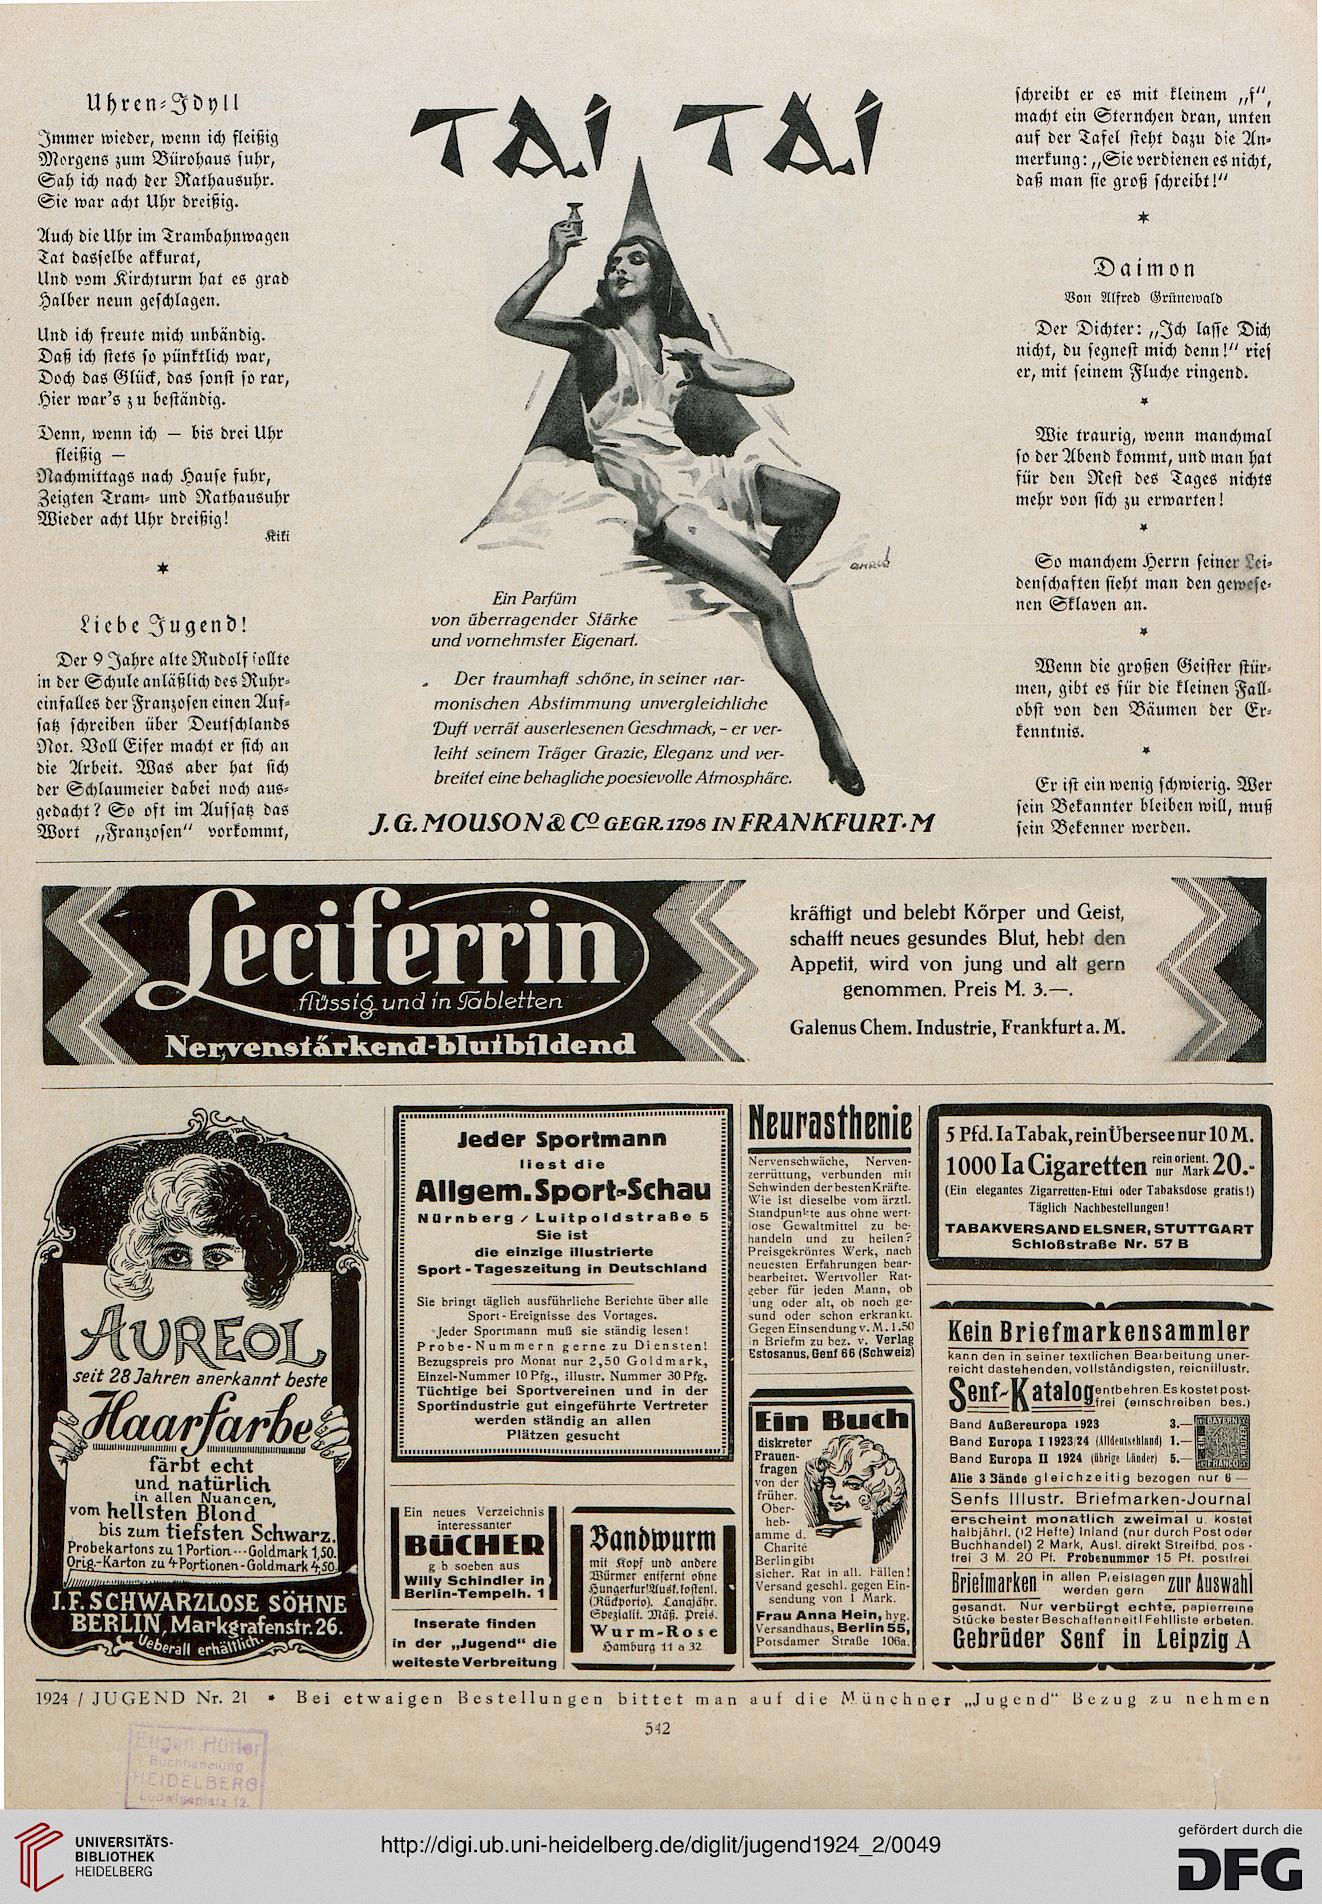 Uhren-Idyll
Immer wieder, wenn ich fleißig
Morgens zum Bürohaus fuhr,
Sah ich nach der Rathausuhr.
Sie war acht Uhr dreißig.
Auch die Uhr im Trambahnwagen
Tat dasselbe akkurat,
Und vom Kirchturm hat es grad
Halber neun geschlagen.
Und ich freute mich unbändig.
Daß ich stets so pünktlich war,
Doch das Glück, das sonst so rar,
Hier war's zu beständig.
Denn, wenn ich — bis drei Uhr
fleißig —
Nachmittags nach Hause fuhr,
Zeigten Tram- und Rathausuhr
Wieder acht Uhr dreißig!
Kiki
*
Liebe Jugend!
Der 9 Jahre alte Rudolf sollte
in der Schule anläßlich des Ruhr-
einfalles der Franzosen einen Auf-
satz schreiben über Deutschlands
Not. Voll Eifer macht er sich an
die Arbeit. Was aber hat sich
der Schlaumeier dabei noch aus-
gedacht? So oft im Aufsatz das
Wort „Franzosen" vorkommt,
TAI TAI
OHRLÉ
Ein Parfüm
von überragender Stärke
und vornehmster Eigenart.
Der traumhaft schöne, in seiner har-
monischen Abstimmung unvergleichliche
Duft verrät auserlesenen Geschmack, – er ver-
leiht seinem Träger Grazie, Eleganz und ver-
breitet eine behagliche poesievolle Atmosphäre.
J.G. MOUSON & Co GEGR. 1798 IN FRANKFURT·M
schreibt er es mit kleinem „f",
macht ein Sternchen dran, unten
auf der Tafel steht dazu die An-
merkung: „Sie verdienen es nicht,
daß man sie groß schreibt!"
*
Daimon
Von Alfred Grünewald
Der Dichter: „Ich lasse Dich
nicht, du segnest mich denn!" rief
er, mit seinem Fluche ringend.
*
Wie traurig, wenn manchmal
so der Abend kommt, und man hat
für den Rest des Tages nichts
mehr von sich zu erwarten!
*
So manchem Herrn seiner Lei-
denschaften sieht man den gewese-
nen Sklaven an.
*
Wenn die großen Geister stür-
men, gibt es für die kleinen Fall-
obst von den Bäumen der Er-
kenntnis.
*
Er ist ein wenig schwierig. Wer
sein Bekannter bleiben will, muß
sein Bekenner werden.
Leciferrin
flüssig und in Tabletten
Nervenstärkend-blutbildend
kräftigt und belebt Körper und Geist,
schafft neues gesundes Blut, hebt den
Appetit, wird von jung und alt gern
genommen. Preis M. 3.—.
Galenus Chem. Industrie, Frankfurt a. M.
AUREOL
seit 28 Jahren anerkannt beste
Haarfarbe
färbt echt
und natürlich
in allen Nuancen,
vom hellsten Blond
bis zum tiefsten Schwarz.
Probekartons zu 1 Portion --- Goldmark 1,50.
Orig.-Karton zu 4 Portionen - Goldmark 4,50.
J.F. SCHWARZLOSE SÖHNE
BERLIN, Markgrafenstr. 26.
Ueberall erhältlich.
Jeder Sportmann
liest die
Allgem. Sport-Schau
Nürnberg / Luitpoldstraße 5
Sie ist
die einzige illustrierte
Sport-Tageszeitung in Deutschland
Sie bringt täglich ausführliche Berichte über alle
Sport-Ereignisse des Vortages.
Jeder Sportmann muß sie ständig lesen!
Probe-Nummern gerne zu Diensten!
Bezugspreis pro Monat nur 2,50 Goldmark,
Einzel-Nummer 10 Pfg., illustr. Nummer 30 Pfg.
Tüchtige bei Sportvereinen und in der
Sportindustrie gut eingeführte Vertreter
werden ständig an allen
Plätzen gesucht
Ein neues Verzeichnis
interessanter
BÜCHER
g b soeben aus
Willy Schindler in
Berlin-Tempelh. 1
Inserate finden
in der „Jugend" die
weiteste Verbreitung
Bandwurm
mit Kopf und andere
Würmer entfernt ohne
Hungerkur! Ausk. kostenl.
(Rückporto). Langjähr.
Spezialit. Mäß. Preis.
Wurm-Rose
Hamburg 11 a 32
Neurasthenie
Nervenschwäche, Nerven-
zerrüttung, verbunden mit
Schwinden der besten Kräfte.
Wie ist dieselbe vom ärztl.
Standpunkte aus ohne wert-
lose Gewaltmittel zu be-
handeln und zu heilen?
Preisgekröntes Werk, nach
neuesten Erfahrungen bear-
bearbeitet. Wertvoller Rat-
geber für jeden Mann, ob
jung oder alt, ob noch ge-
sund oder schon erkrankt.
Gegen Einsendung v. M. 1.50
in Briefm zu bez. v. Verlag
Estosanus, Genf 66 (Schweiz)
Ein Buch
diskreter
Frauen-
fragen
von der
früher.
Ober-
heb-
amme d.
Charité
Berlin gibt
sicher. Rat in all. Fällen!
Versand geschl. gegen Ein-
sendung von 1 Mark.
Frau Anna Hein, hyg.
Versandhaus, Berlin 55,
Potsdamer Straße 106a.
5 Pfd. Ia Tabak, rein Übersee nur 10 M.
1000 Ia Cigaretten rein orient. nur Mark 20.-
(Ein elegantes Zigarretten-Etui oder Tabaksdose gratis!)
Täglich Nachbestellungen!
TABAKVERSAND ELSNER, STUTTGART
Schloßstraße Nr. 57 B
Kein Briefmarkensammler
kann den in seiner textlichen Bearbeitung uner-
reicht dastehenden, vollständigsten, reichillustr.
Senf-Katalog entbehren. Es kostet post-
frei (einschreiben bes.)
Band Außereuropa 1923 3.—
Band Europa I 1923/24 (Alldeutschland) 1.—
Band Europa II 1924 (übrige Länder) 5.—
BAYERN
EIN
KREUZER
FRANCO
Alle 3 Bände gleichzeitig bezogen nur 6 —
Senfs Illustr. Briefmarken-Journal
erscheint monatlich zweimal u. kostet
halbjährl. (12 Hefte) Inland (nur durch Post oder
Buchhandel) 2 Mark, Ausl. direkt Streifbd. pos-
frei 3 M. 20 Pf. Probenummer 15 Pf. postfrei
Briefmarken in allen Preislagen werden gern zur Auswahl
gesandt. Nur verbürgt echte, papierreine
Stücke bester Beschaffenheit! Fehlliste erbeten.
Gebrüder Senf in Leipzig A
1924 / JUGEND Nr. 21 * Bei etwaigen Bestellungen bittet man auf die Münchner „Jugend" Bezug zu nehmen
542
Eugen Hütter
Buchhandlung
HEIDELBERG
Ludwigsplatz 12.
UNIVERSITÄTS-
BIBLIOTHEK
HEIDELBERG
http://digi.ub.uni-heidelberg.de/diglit/jugend1924_2/0049
gefördert durch die
DFG